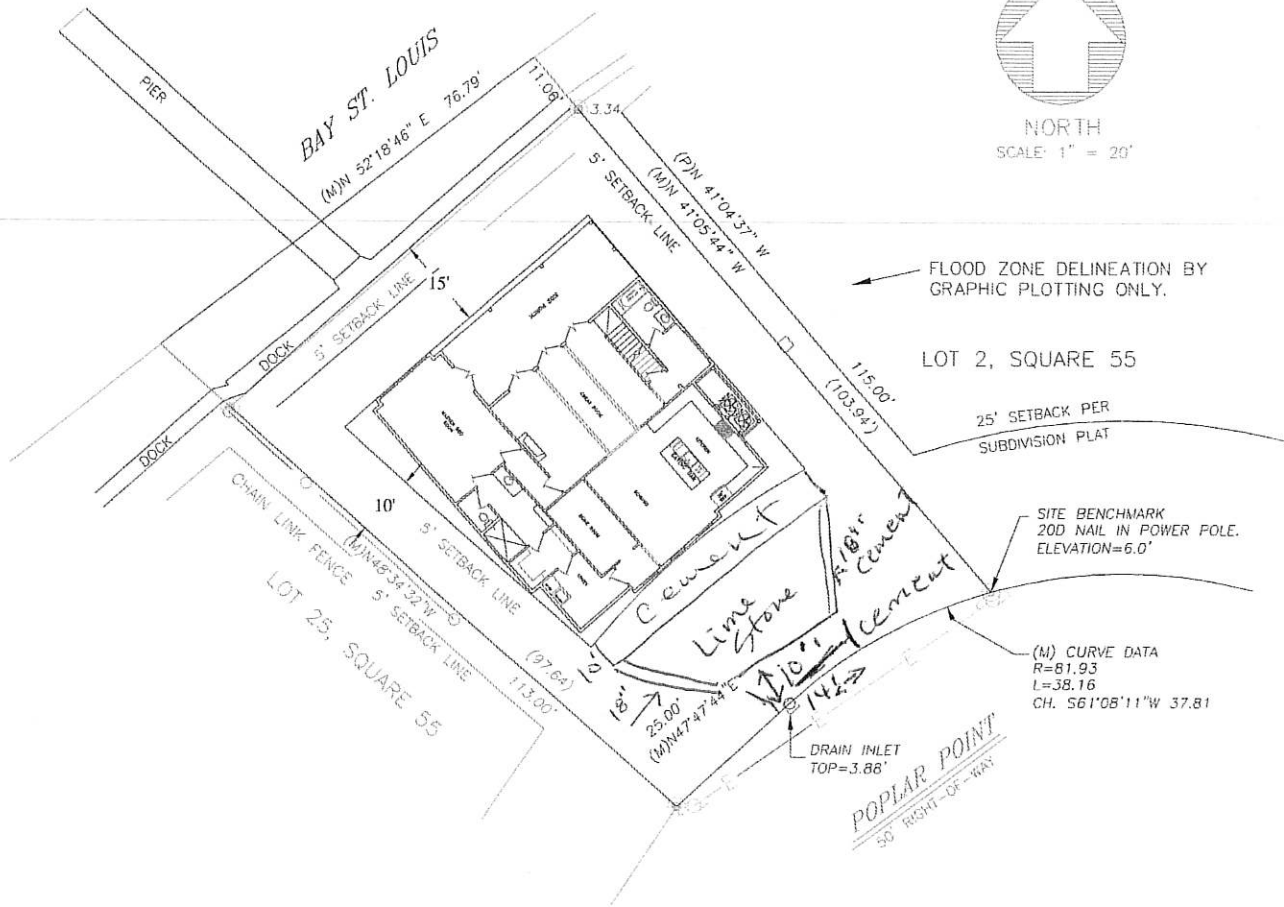 PIER
BAY ST. LOUIS
(M)N 52°18'46" E 76.79'
11.06'
3.34
NORTH
SCALE: 1" = 20'
(P)N 41°04'37" W
(M)N 41°05'44" W
5' SETBACK LINE
FLOOD ZONE DELINEATION BY
GRAPHIC PLOTTING ONLY.
15'
5' SETBACK LINE
DOCK
LOT 2, SQUARE 55
115.00'
(103.94')
25' SETBACK PER
SUBDIVISION PLAT
DOCK
KITCHEN
10'
5' SETBACK LINE
CHAIN LINK FENCE
(M)N48°34'32"W
5' SETBACK LINE
LOT 25, SQUARE 55
(97.64)
113.00'
SITE BENCHMARK
20D NAIL IN POWER POLE.
ELEVATION=6.0'
Cement
18"
Cement
Lime
Stone
cement
10'
18"
10"
14'
25.00'
(M)N47°47'44"E
E
E
E
(M) CURVE DATA
R=81.93
L=38.16
CH. S61°08'11"W 37.81
DRAIN INLET
TOP=3.88'
POPLAR POINT
50' RIGHT-OF-WAY